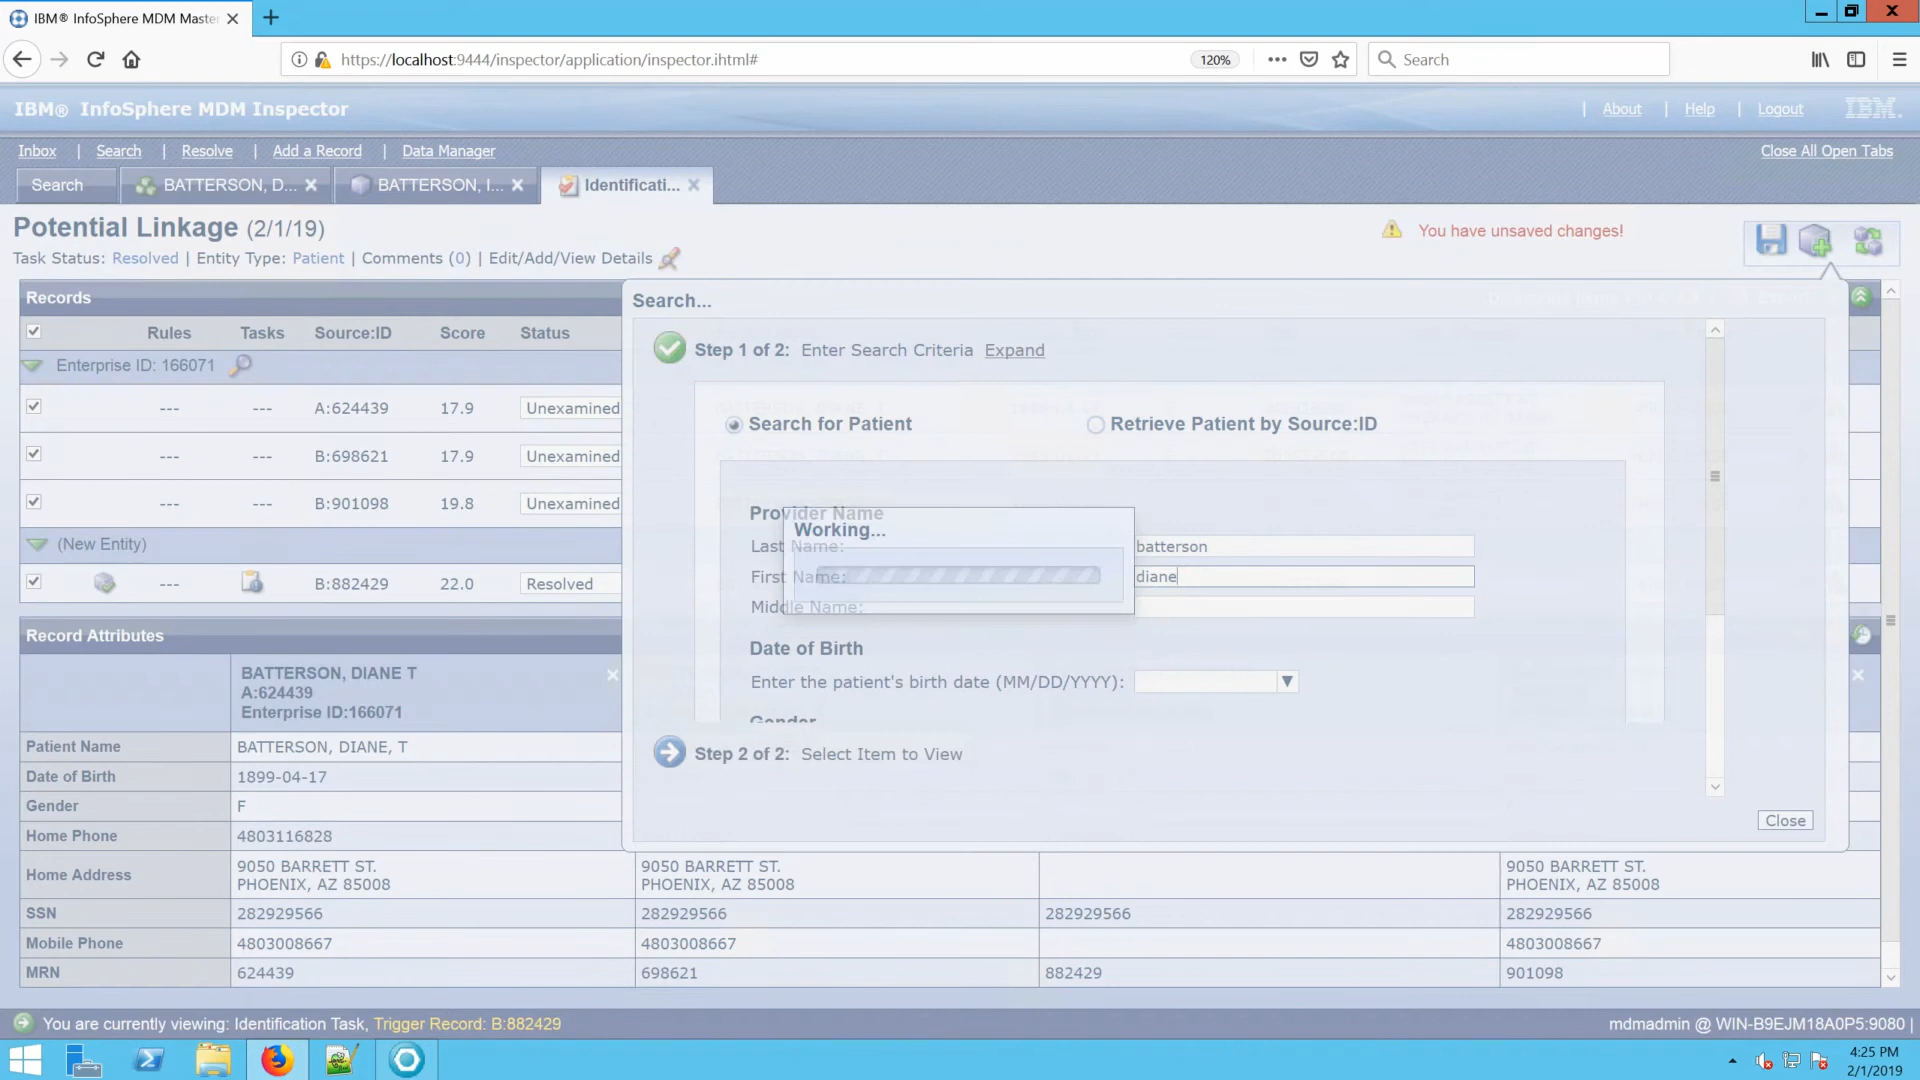 IBM® InfoSphere MDM Master
https://localhost:9444/inspector/application/inspector.ihtml#
120%
Search
IBM® InfoSphere MDM Inspector
| About | Help | Logout
IBM.
Inbox | Search | Resolve | Add a Record | Data Manager
Close All Open Tabs
Search
BATTERSON, D...
BATTERSON, I...
Identificati...
Potential Linkage (2/1/19)
You have unsaved changes!
Task Status: Resolved | Entity Type: Patient | Comments (0) | Edit/Add/View Details
Records
Rules Tasks Source:ID Score Status
Enterprise ID: 166071
--- --- A:624439 17.9 Unexamined
--- --- B:698621 17.9 Unexamined
--- --- B:901098 19.8 Unexamined
(New Entity)
--- B:882429 22.0 Resolved
Search...
Step 1 of 2: Enter Search Criteria Expand
Search for Patient
Retrieve Patient by Source:ID
Provider Name
Working...
Last Name: batterson
First Name: diane
Middle Name:
Date of Birth
Enter the patient's birth date (MM/DD/YYYY):
Gender
Step 2 of 2: Select Item to View
Close
Record Attributes
BATTERSON, DIANE T
A:624439
Enterprise ID:166071
Patient Name BATTERSON, DIANE, T
Date of Birth 1899-04-17
Gender F
Home Phone 4803116828
Home Address
9050 BARRETT ST. 9050 BARRETT ST. 9050 BARRETT ST.
PHOENIX, AZ 85008 PHOENIX, AZ 85008 PHOENIX, AZ 85008
SSN 282929566 282929566 282929566 282929566
Mobile Phone 4803008667 4803008667 4803008667
MRN 624439 698621 882429 901098
You are currently viewing: Identification Task, Trigger Record: B:882429
mdmadmin @ WIN-B9EJM18A0P5:9080 |
4:25 PM
2/1/2019